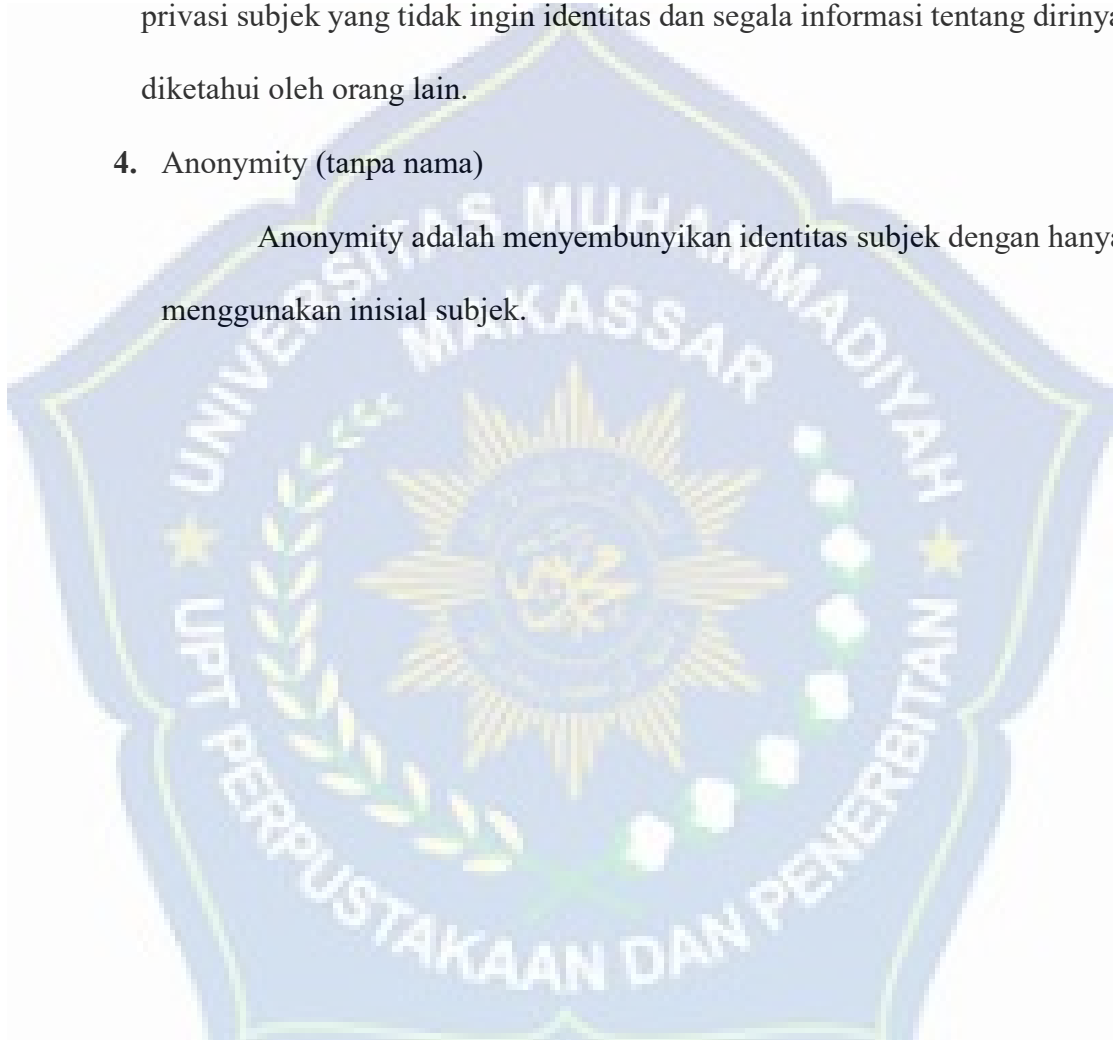 privasi subjek yang tidak ingin identitas dan segala informasi tentang dirinya
diketahui oleh orang lain.
4. Anonymity (tanpa nama)
Anonymity adalah menyembunyikan identitas subjek dengan hanya
menggunakan inisial subjek.
UNIVERSITAS MUHAMMADIYAH
MAKASSAR
UPT PERPUSTAKAAN DAN PENERBITAN